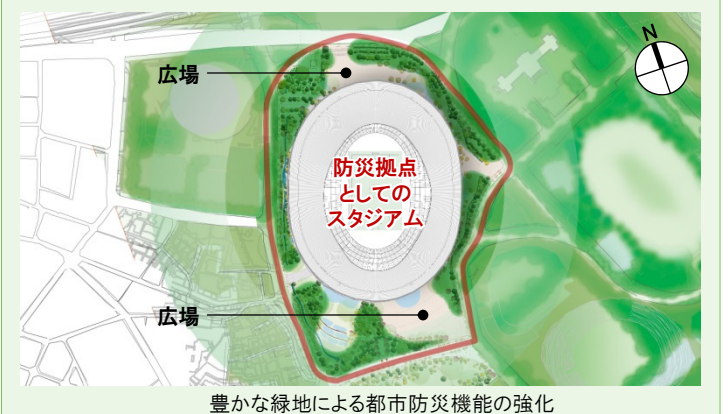 N
広場
防災拠点
としての
スタジアム
広場
豊かな緑地による都市防災機能の強化